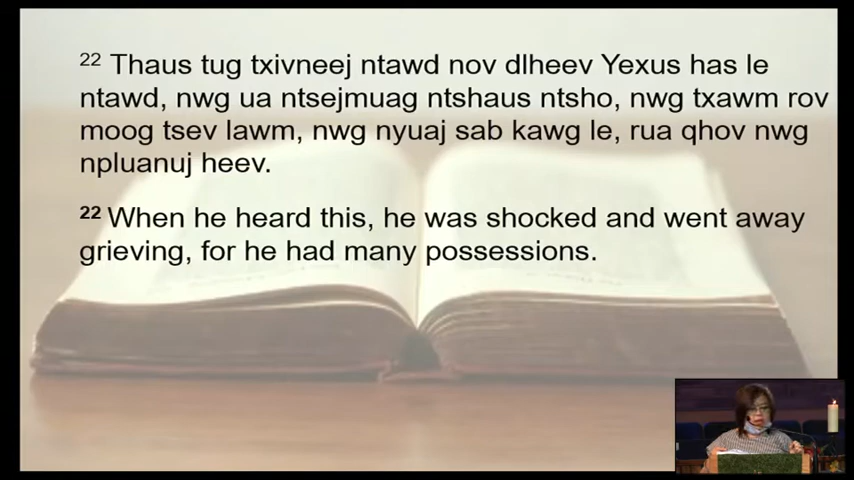 22 Thaus tug txivneej ntawd nov dlheev Yexus has le
ntawd, nwg ua ntsejmuag ntshaus ntsho, nwg txawm rov
moog tsev lawm, nwg nyuaj sab kawg le, rua qhov nwg
npluanuj heev.
22 When he heard this, he was shocked and went away
grieving, for he had many possessions.